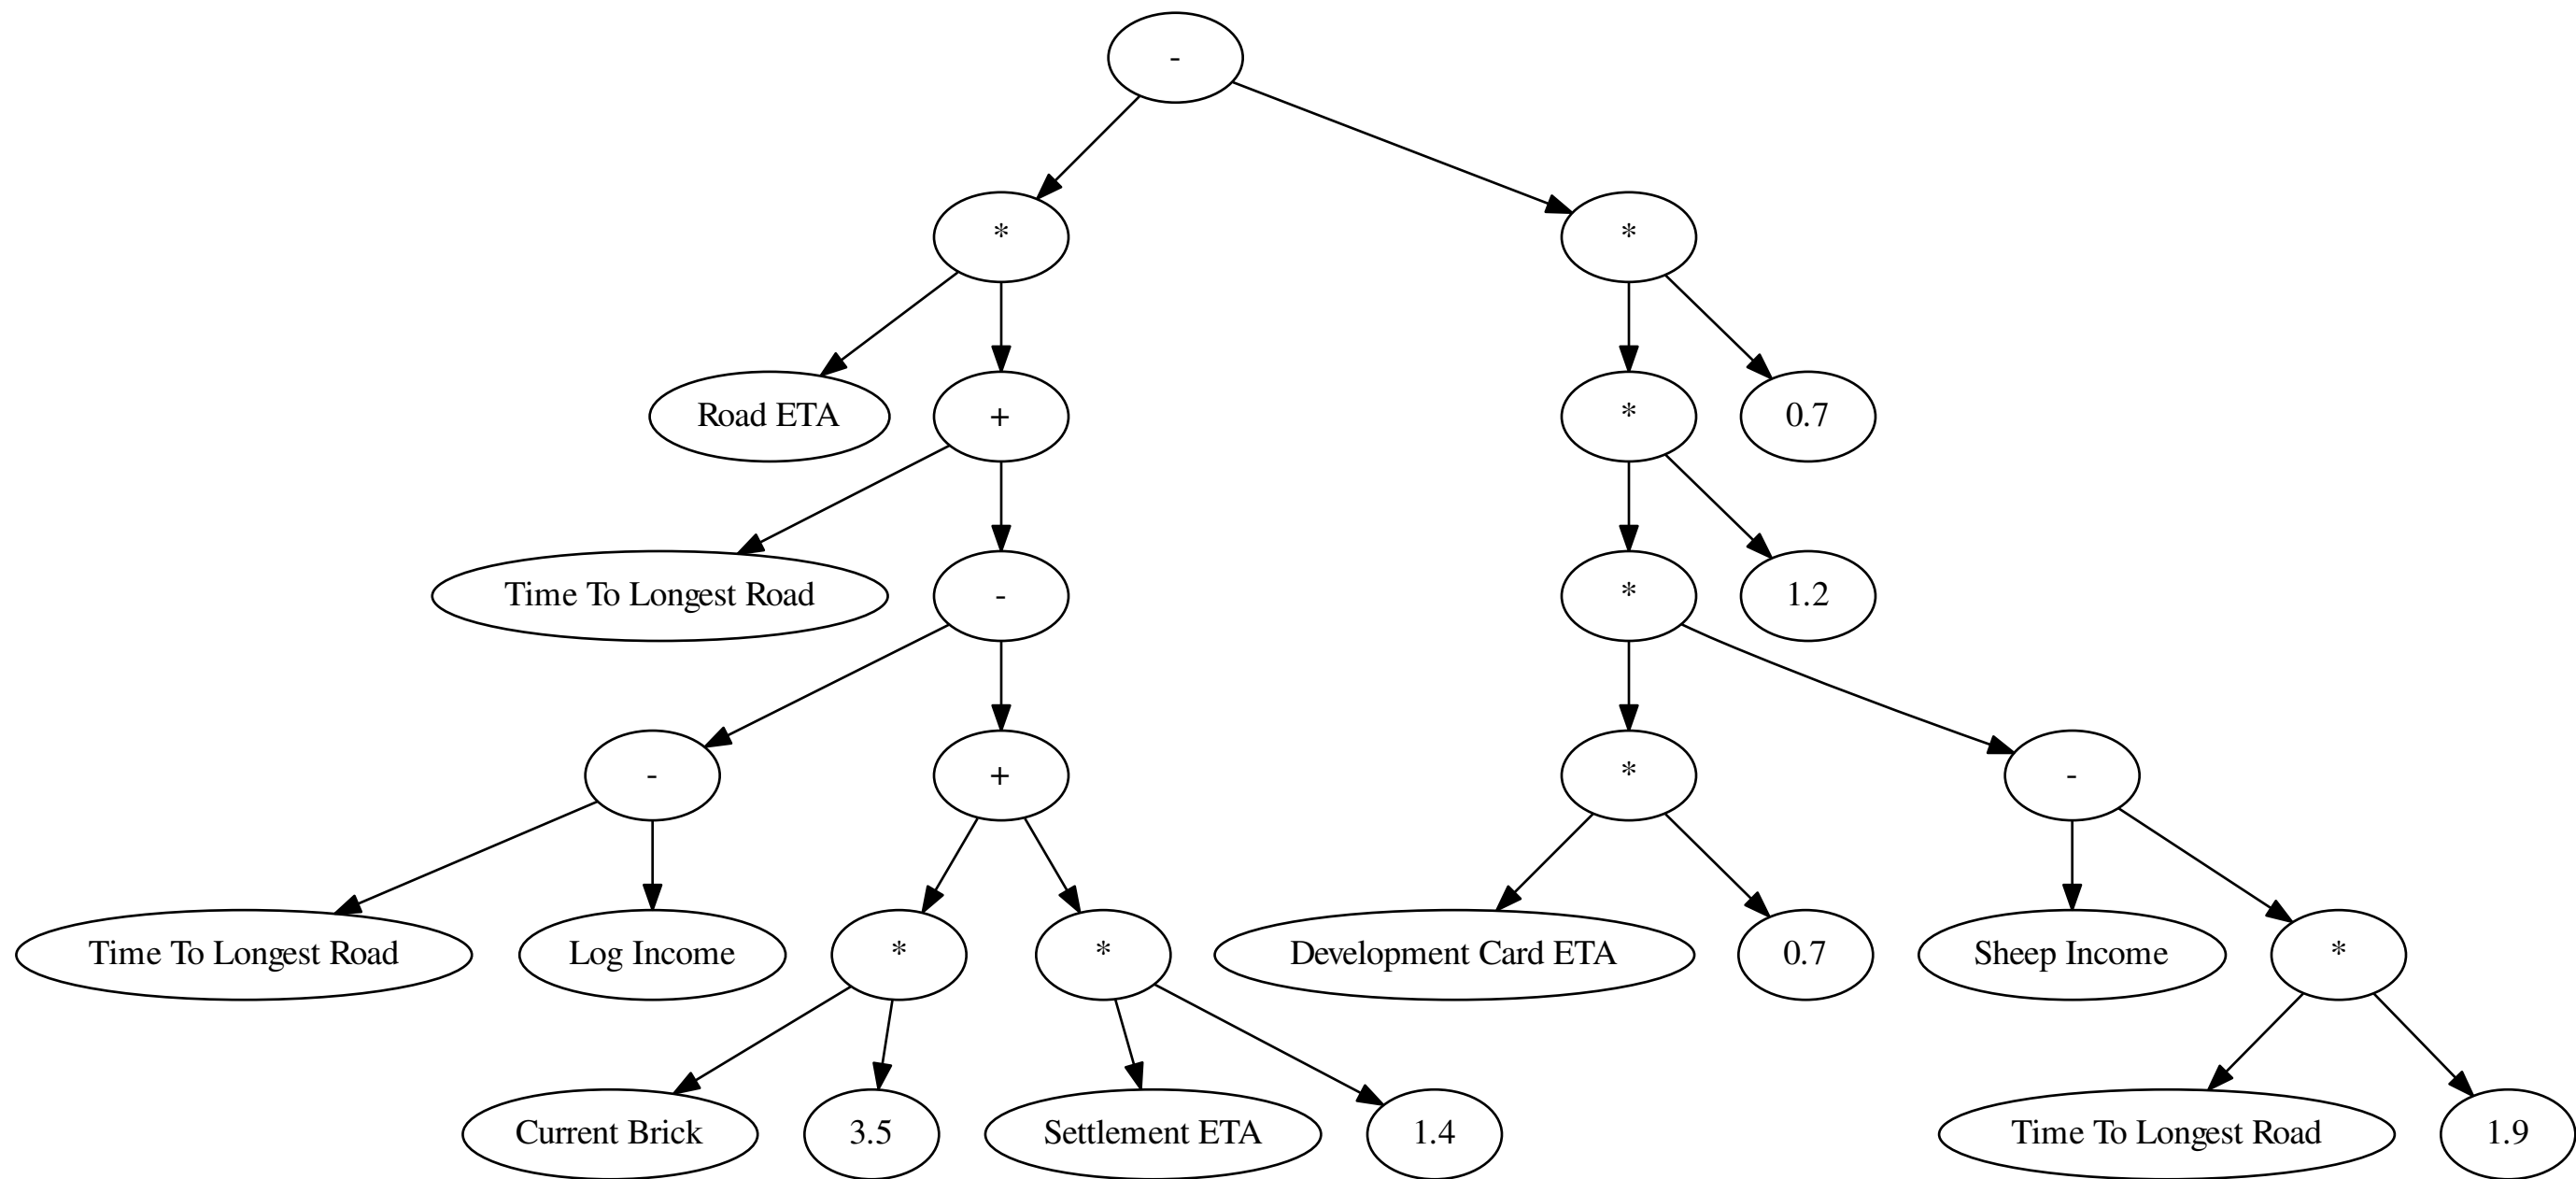 -
*
*
Road ETA
+
*
0.7
Time To Longest Road
-
*
1.2
-
+
*
-
Time To Longest Road
Log Income
*
*
Development Card ETA
0.7
Sheep Income
*
Current Brick
3.5
Settlement ETA
1.4
Time To Longest Road
1.9